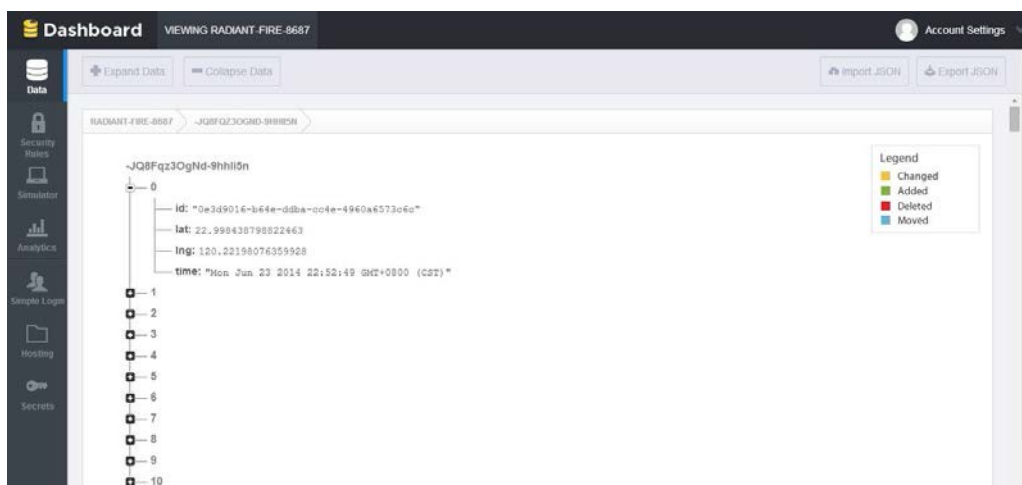 Dashboard VIEWING RADIANT-FIRE-8687 Account Settings
Data
Expand Data Collapse Data Import JSON Export JSON
Security Rules
Simulator
Analytics
Simple Login
Hosting
Secrets
RADIANT-FIRE-8687 -JQ8FQZ3OGND-9HHLI5N
-JQ8Fqz3OgNd-9hhli5n
0
id: "0e3d9016-b64e-ddba-cc4e-4960a6573c6c"
lat: 22.998438798822463
lng: 120.22198076359928
time: "Mon Jun 23 2014 22:52:49 GMT+0800 (CST)"
1
2
3
4
5
6
7
8
9
10
Legend
Changed
Added
Deleted
Moved